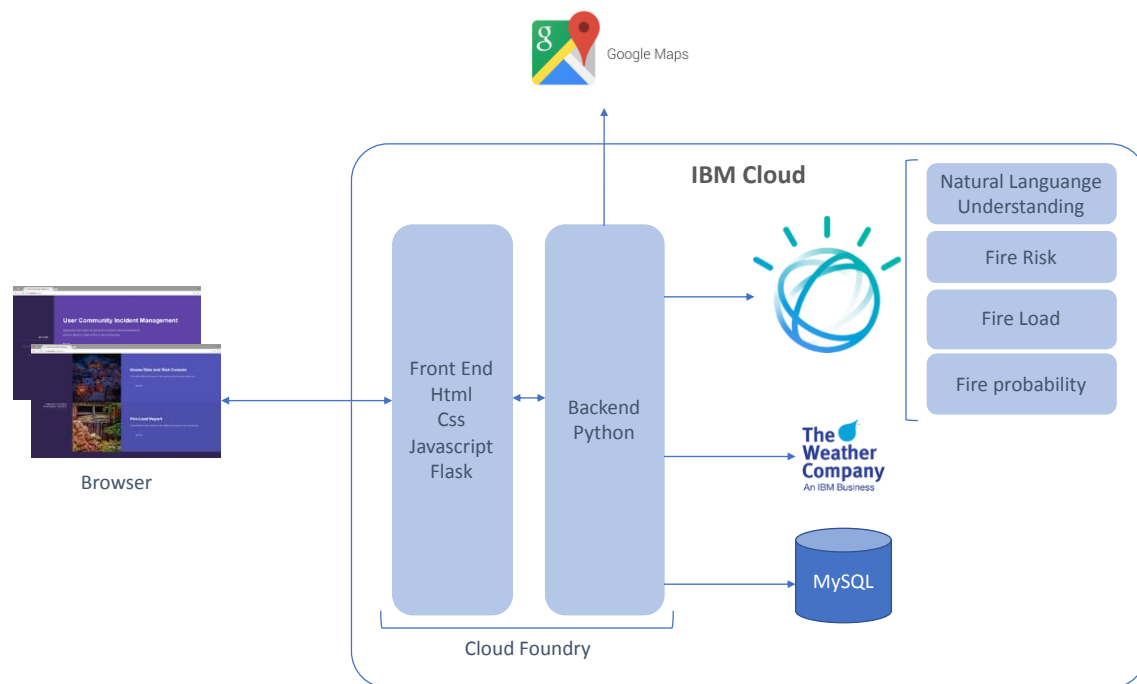 g
Google Maps
IBM Cloud
Natural Languange
Understanding
Fire Risk
Fire Load
Fire probability
User Community Incident Management
House Data and Risk Console
Fire Load Report
Browser
Front End
Html
Css
Javascript
Flask
Backend
Python
The
Weather
Company
An IBM Business
MySQL
Cloud Foundry